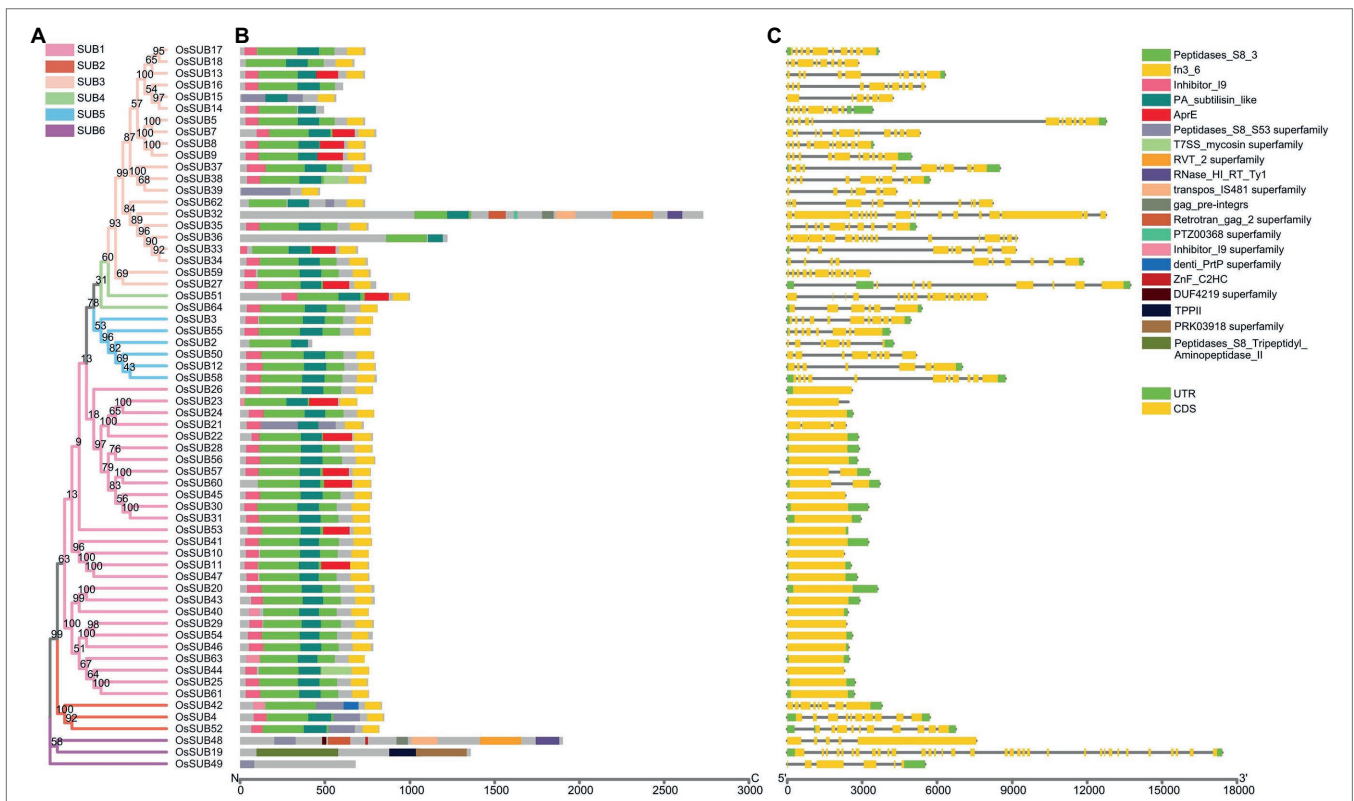 A
B
C
SUB1
SUB2
SUB3
SUB4
SUB5
SUB6
OsSUB17
OsSUB18
OsSUB13
OsSUB16
OsSUB15
OsSUB14
OsSUB5
OsSUB7
OsSUB8
OsSUB9
OsSUB37
OsSUB38
OsSUB39
OsSUB62
OsSUB32
OsSUB35
OsSUB36
OsSUB33
OsSUB34
OsSUB59
OsSUB27
OsSUB51
OsSUB64
OsSUB3
OsSUB55
OsSUB2
OsSUB50
OsSUB12
OsSUB58
OsSUB26
OsSUB23
OsSUB24
OsSUB21
OsSUB22
OsSUB28
OsSUB56
OsSUB57
OsSUB60
OsSUB45
OsSUB30
OsSUB31
OsSUB53
OsSUB41
OsSUB10
OsSUB11
OsSUB47
OsSUB20
OsSUB43
OsSUB40
OsSUB29
OsSUB54
OsSUB46
OsSUB63
OsSUB44
OsSUB25
OsSUB61
OsSUB42
OsSUB4
OsSUB52
OsSUB48
OsSUB19
OsSUB49
95
65
100
54
97
57
100
87
100
100
99
100
68
84
89
93
96
90
92
60
69
31
78
53
96
82
69
43
13
100
18
65
100
97
76
9
79
100
83
13
56
100
96
63
100
100
100
99
100
98
100
99
51
67
64
100
100
92
58
N
C
0
500
1000
1500
2000
2500
3000
5'
3'
0
3000
6000
9000
12000
15000
18000
Peptidases_S8_3
fn3_6
Inhibitor_I9
PA_subtilisin_like
AprE
Peptidases_S8_S53 superfamily
T7SS_mycosin superfamily
RVT_2 superfamily
RNase_HI_RT_Ty1
transpos_IS481 superfamily
gag_pre-integrs
Retrotran_gag_2 superfamily
PTZ00368 superfamily
Inhibitor_I9 superfamily
denti_PrtP superfamily
ZnF_C2HC
DUF4219 superfamily
TPPII
PRK03918 superfamily
Peptidases_S8_Tripeptidyl_
Aminopeptidase_II
UTR
CDS